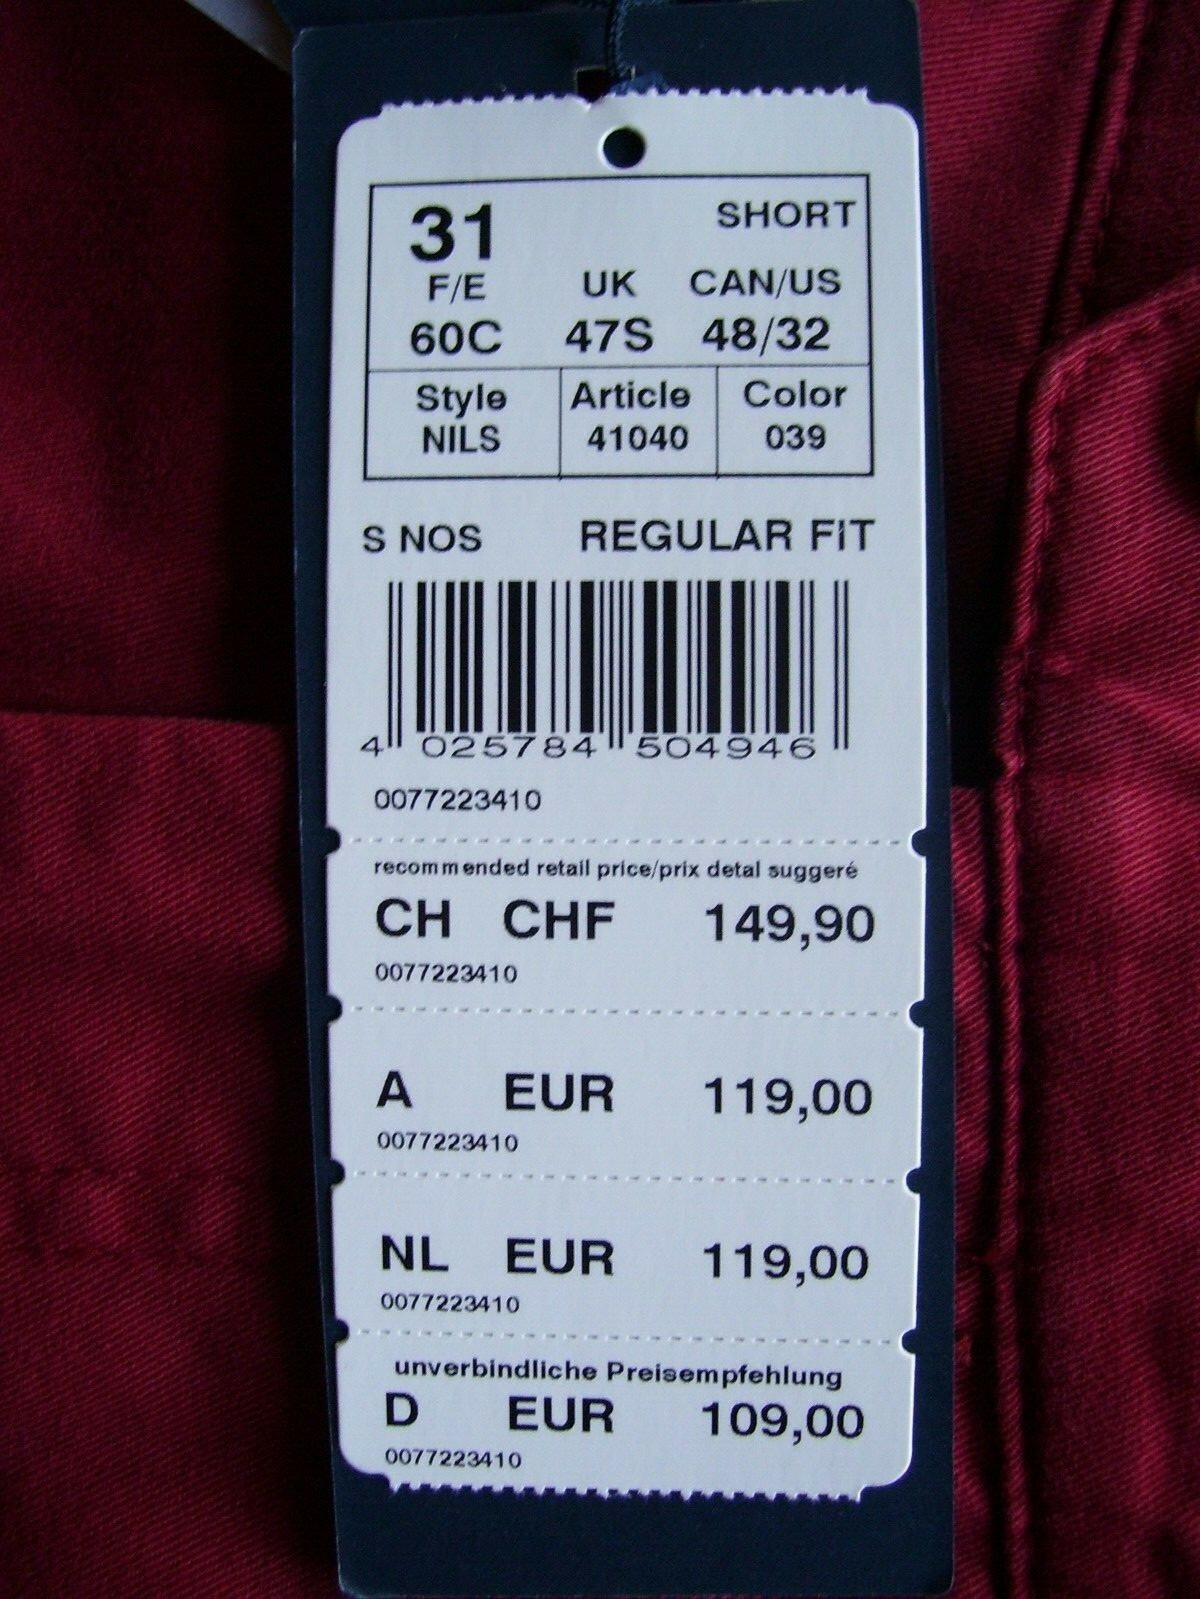 31 SHORT
F/E UK CAN/US
60C 47S 48/32
Style Article Color
NILS 41040 039
S NOS REGULAR FIT
4 025784 504946
0077223410
recommended retail price/prix detal suggeré
CH CHF 149,90
0077223410
A EUR 119,00
0077223410
NL EUR 119,00
0077223410
unverbindliche Preisempfehlung
D EUR 109,00
0077223410